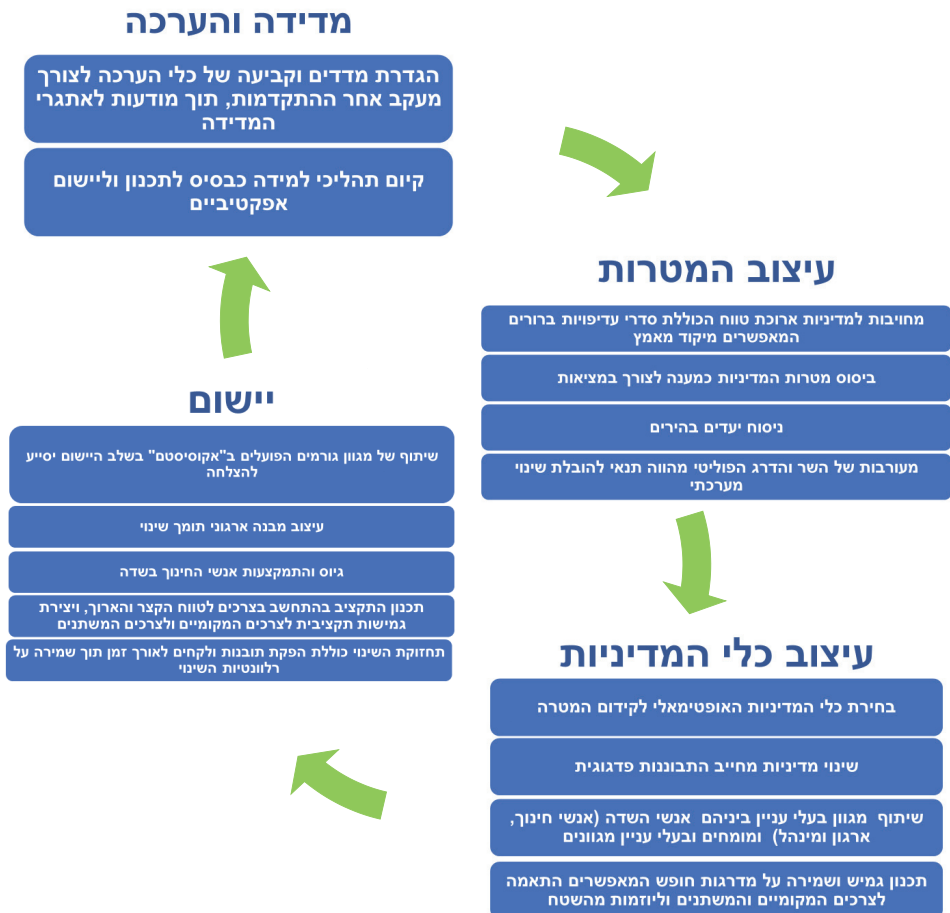 מדידה והערכה
הגדרת מדדים וקביעה של כלי הערכה לצורך
מעקב אחר ההתקדמות, תוך מודעות לאתגרי
המדידה
קיום תהליכי למידה כבסיס לתכנון וליישום
אפקטיביים
עיצוב המטרות
מחויבות למדיניות ארוכת טווח הכוללת סדרי עדיפויות ברורים
המאפשרים מיקוד מאמץ
ביסוס מטרות המדיניות כמענה לצורך במציאות
ניסוח יעדים בהירים
מעורבות של השר והדרג הפוליטי מהווה תנאי להובלת שינוי
מערכתי
עיצוב כלי המדיניות
בחירת כלי המדיניות האופטימאלי לקידום המטרה
שינוי מדיניות מחייב התבוננות פדגוגית
שיתוף מגוון בעלי עניין ביניהם אנשי השדה (אנשי חינוך,
ארגון ומינהל) ומומחים ובעלי עניין מגוונים
תכנון גמיש ושמירה על מדרגות חופש המאפשרים התאמה
לצרכים המקומיים והמשתנים וליוזמות מהשטח
יישום
שיתוף של מגוון גורמים הפועלים ב"אקוסיסטם" בשלב היישום יסייע
להצלחה
עיצוב מבנה ארגוני תומך שינוי
גיוס והתמקצעות אנשי החינוך בשדה
תכנון התקציב בהתחשב בצרכים לטווח הקצר והארוך, ויצירת
גמישות תקציבית לצרכים המקומיים ולצרכים המשתנים
תחזוקת השינוי כוללת הפקת תובנות ולקחים לאורך זמן תוך שמירה על
רלוונטיות השינוי